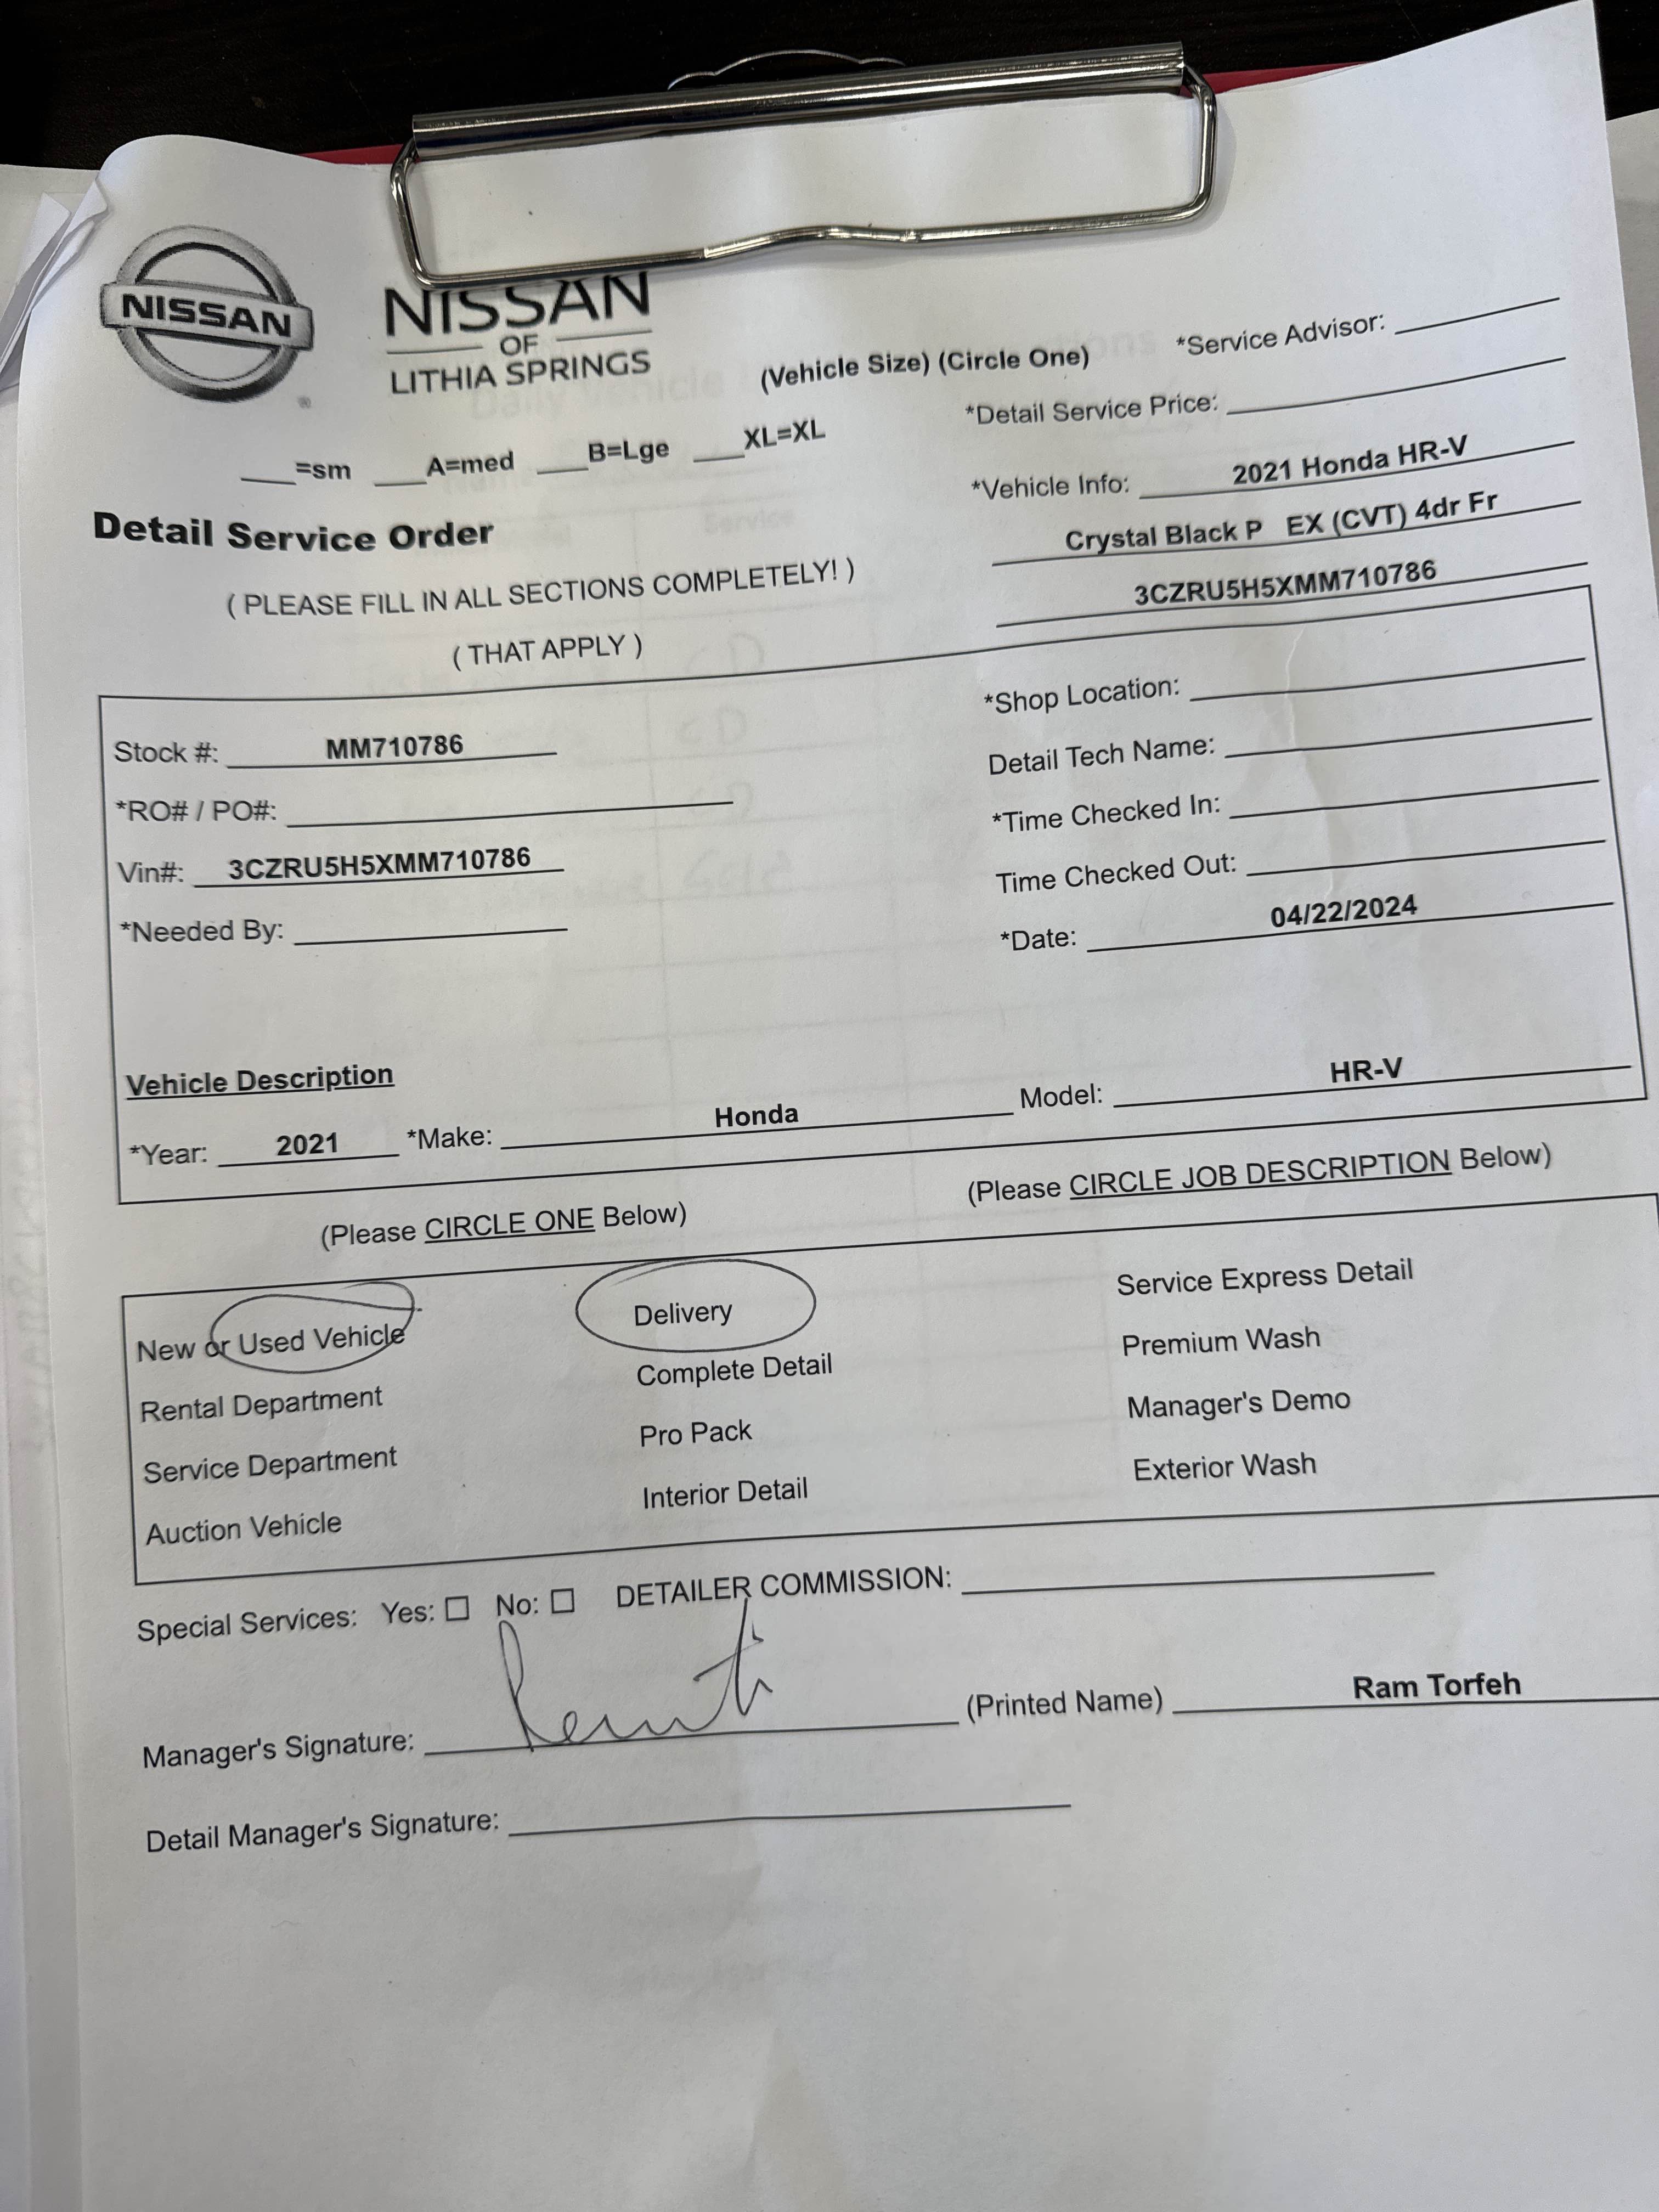 NISSAN
NISSAN
OF
LITHIA SPRINGS
(Vehicle Size) (Circle One)
*Service Advisor:
*Detail Service Price:
___=sm ___A=med ___B=Lge ___XL=XL
*Vehicle Info: 2021 Honda HR-V
Crystal Black P EX (CVT) 4dr Fr
3CZRU5H5XMM710786
Detail Service Order
( PLEASE FILL IN ALL SECTIONS COMPLETELY! )
( THAT APPLY )
Stock #: MM710786
*RO# / PO#:
Vin#: 3CZRU5H5XMM710786
*Needed By:
*Shop Location:
Detail Tech Name:
*Time Checked In:
Time Checked Out:
*Date: 04/22/2024
Vehicle Description
*Year: 2021 *Make: Honda Model: HR-V
(Please CIRCLE ONE Below)
(Please CIRCLE JOB DESCRIPTION Below)
New or Used Vehicle
Rental Department
Service Department
Auction Vehicle
Delivery
Complete Detail
Pro Pack
Interior Detail
Service Express Detail
Premium Wash
Manager's Demo
Exterior Wash
Special Services: Yes: ☐ No: ☐ DETAILER COMMISSION:
Manager's Signature: (Printed Name) Ram Torfeh
Detail Manager's Signature: